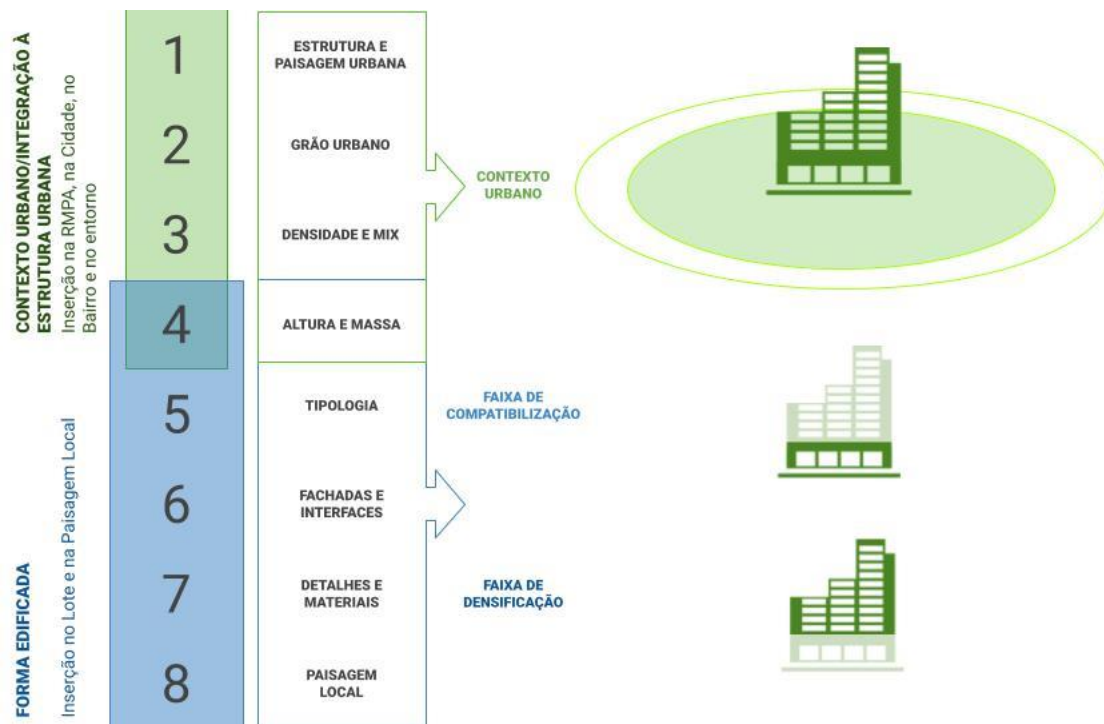 CONTEXTO URBANO/INTEGRAÇÃO À
ESTRUTURA URBANA
Inserção na RMPA, na Cidade, no
Bairro e no entorno
FORMA EDIFICADA
Inserção no Lote e na Paisagem Local
1
ESTRUTURA E
PAISAGEM URBANA
2
GRÃO URBANO
3
DENSIDADE E MIX
4
ALTURA E MASSA
5
TIPOLOGIA
6
FACHADAS E
INTERFACES
7
DETALHES E
MATERIAIS
8
PAISAGEM
LOCAL
CONTEXTO
URBANO
FAIXA DE
COMPATIBILIZAÇÃO
FAIXA DE
DENSIFICAÇÃO